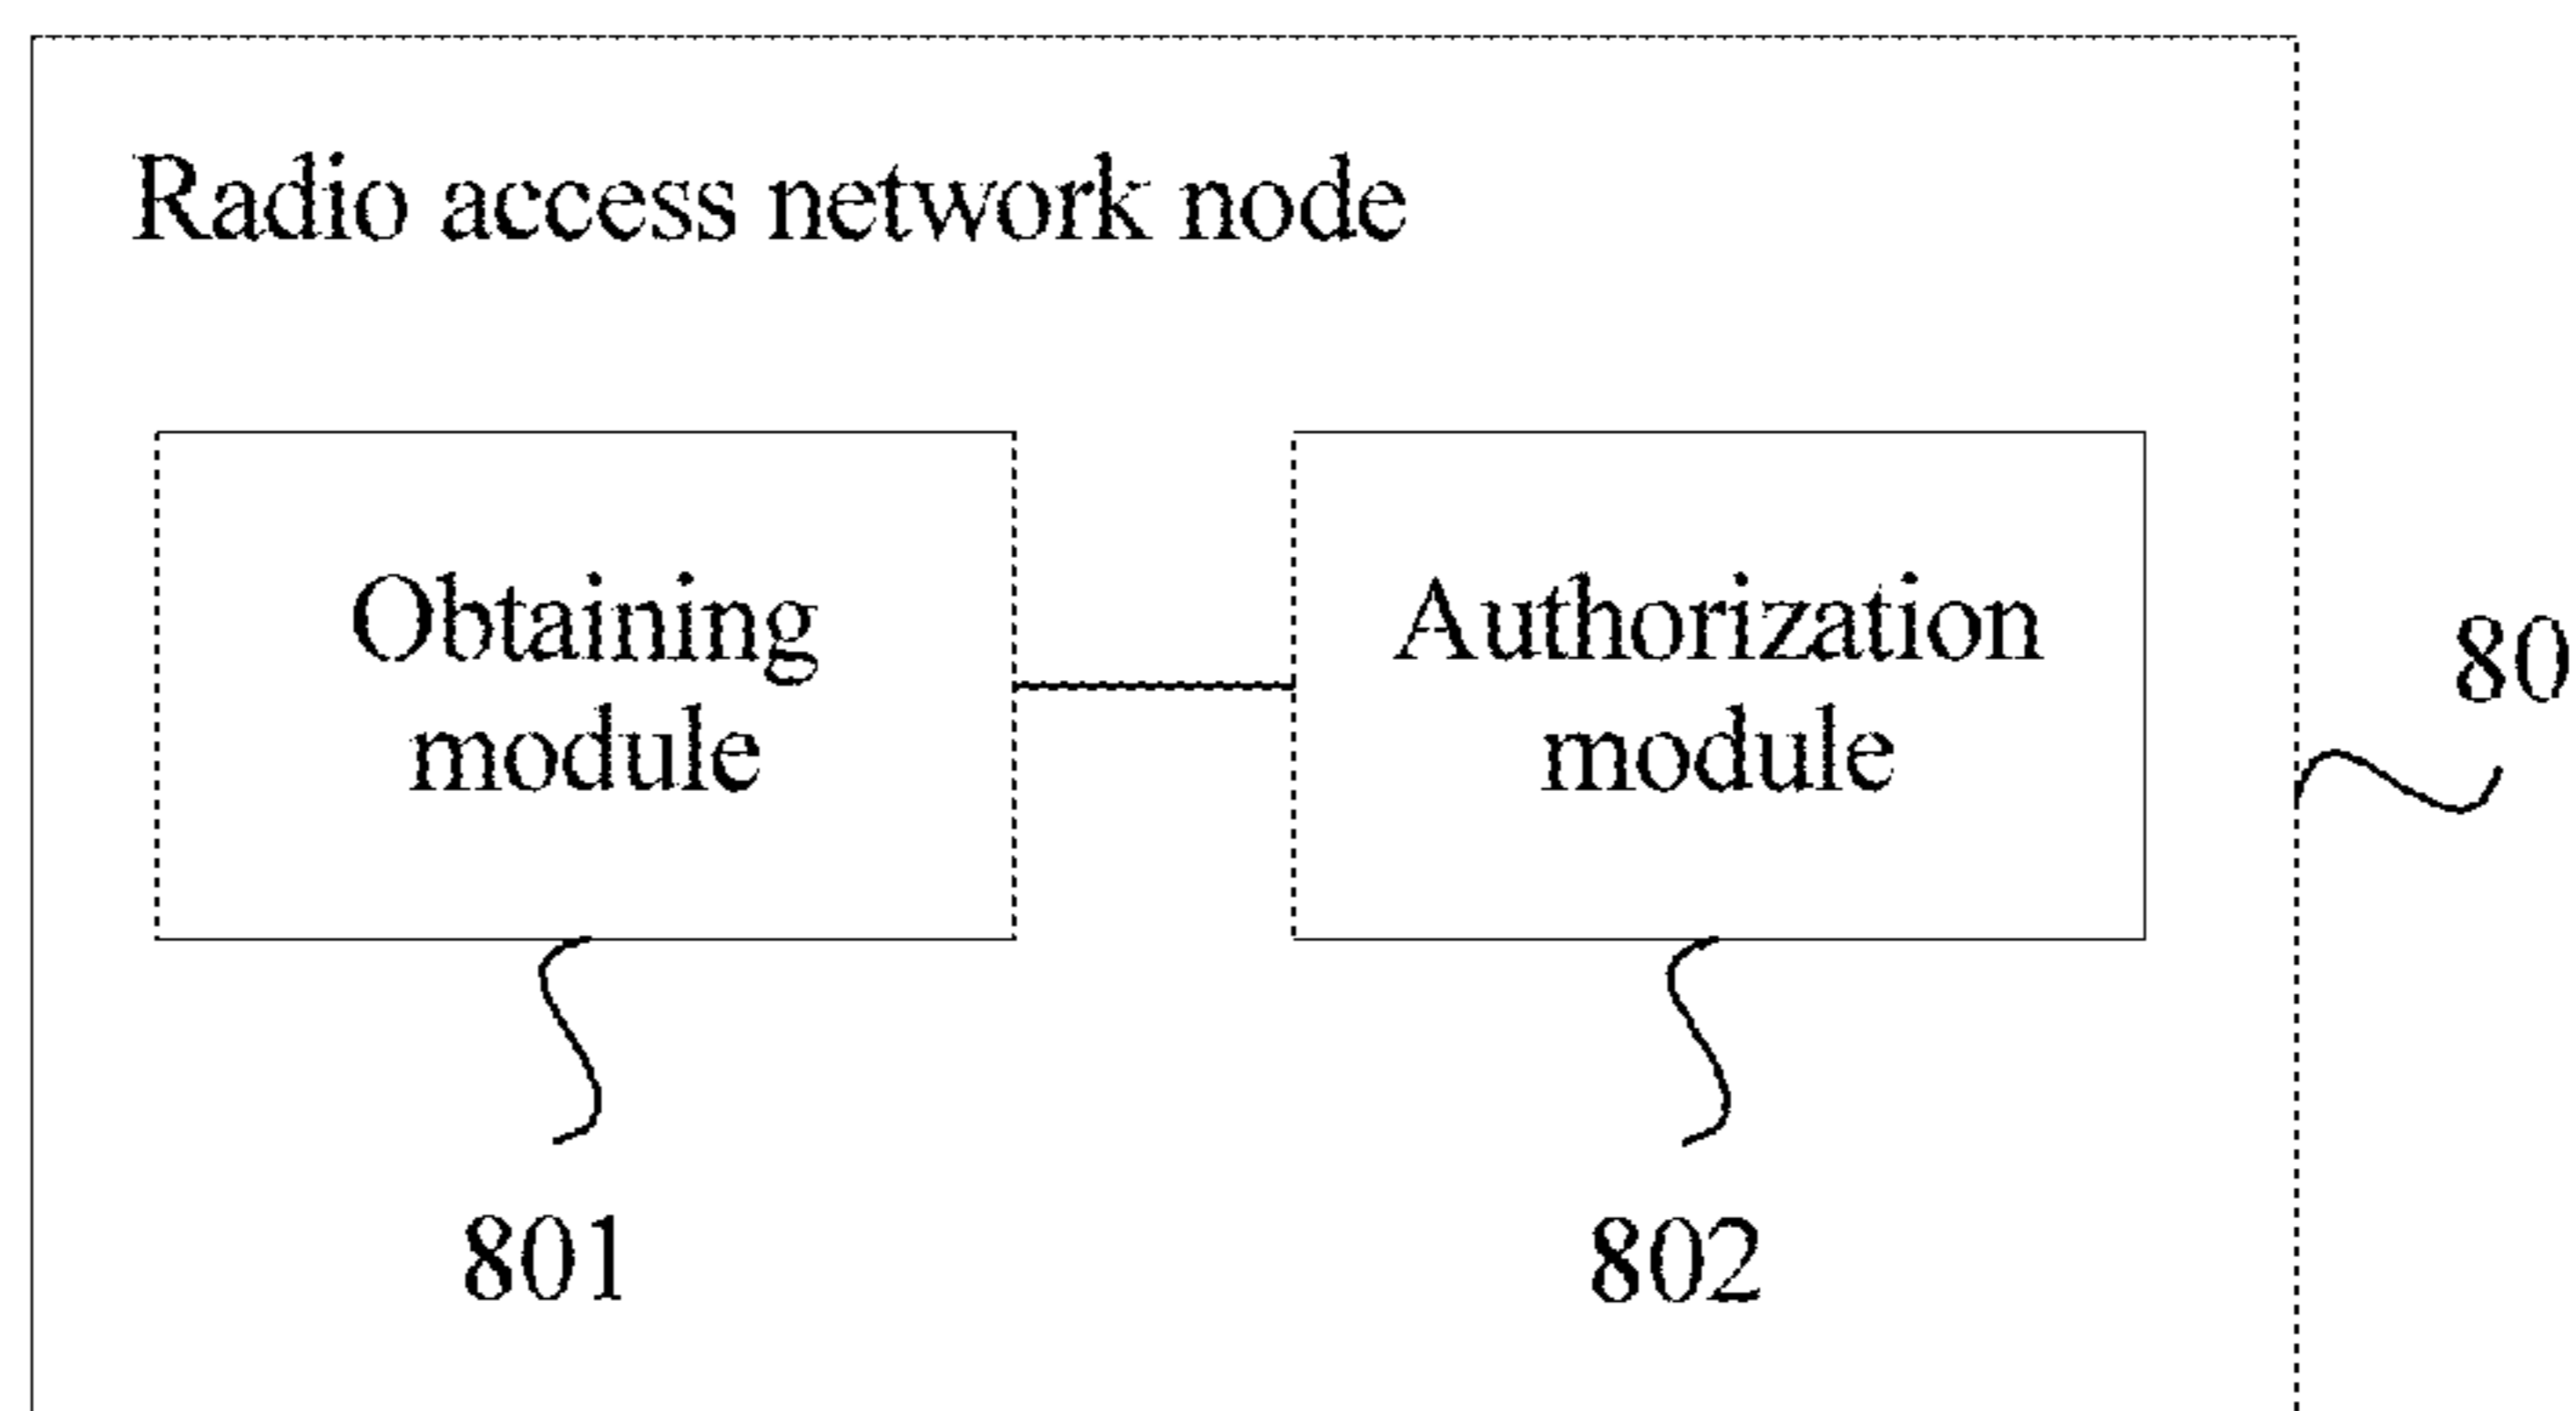 Radio access network node
Obtaining
module
Authorization
module
80
801
802